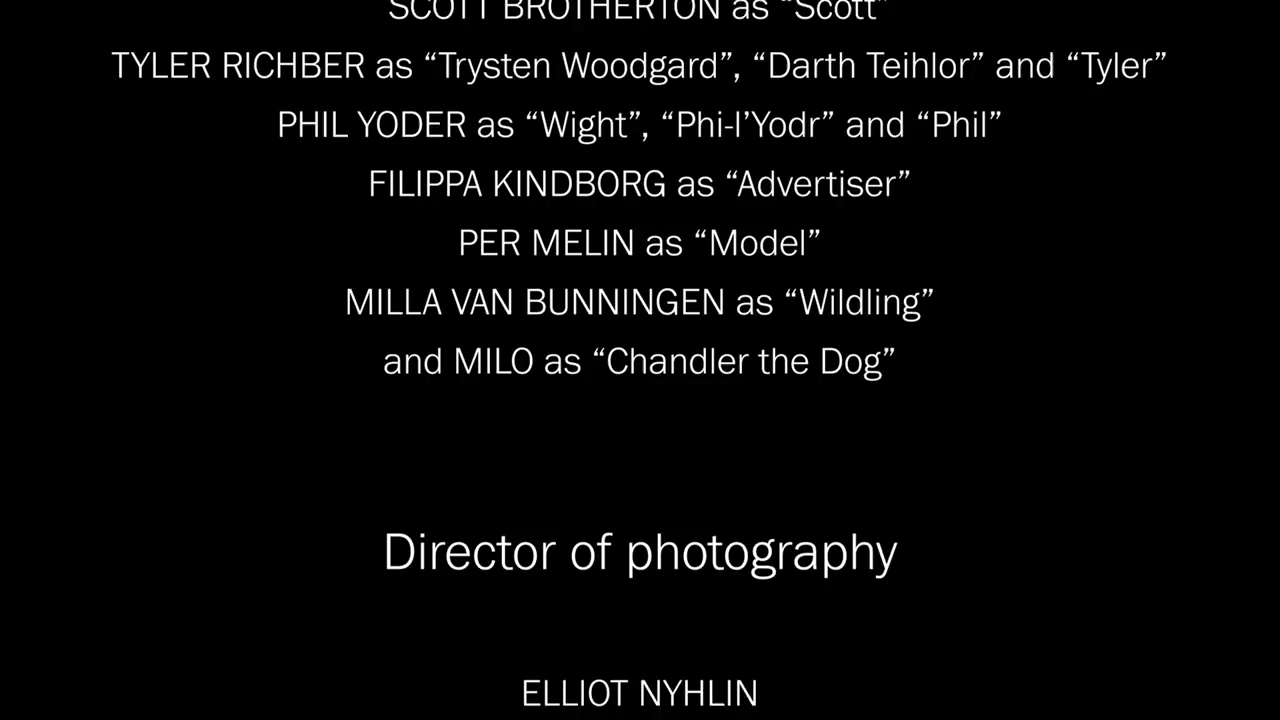 SCOTT BROTHERTON as “Scott”
TYLER RICHBER as “Trysten Woodgard”, “Darth Teihlor” and “Tyler”
PHIL YODER as “Wight”, “Phi-l’Yodr” and “Phil”
FILIPPA KINDBORG as “Advertiser”
PER MELIN as “Model”
MILLA VAN BUNNINGEN as “Wildling”
and MILO as “Chandler the Dog”
Director of photography
ELLIOT NYHLIN